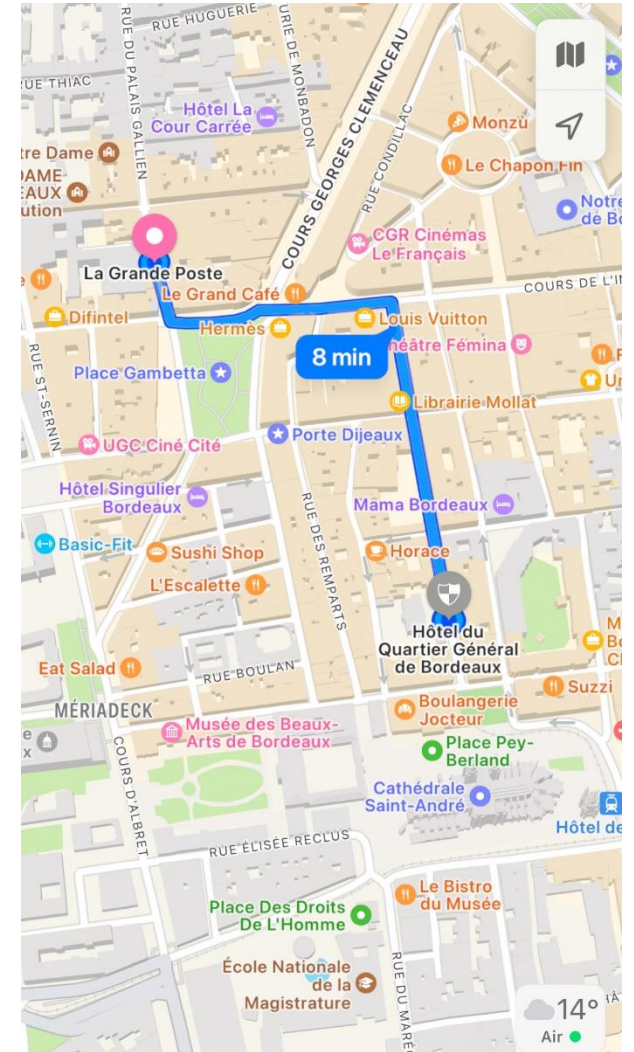 RUE HUGUERIE
RUE DU PALAIS GALLIEN
URIE DE MONBADON
COURS GEORGES CLEMENCEAU
RUE THIAC
Hôtel La
Cour Carrée
RUE CONDILLAC
Monzù
Le Chapon Fin
tre Dame
DAME
EAUX
ution
Notre
de Bo
CGR Cinémas
Le Français
La Grande Poste
COURS DE L'IN
Le Grand Café
Difintel
Hermès
Louis Vuitton
8 min
héâtre Fémina
RUE ST-SERNIN
Place Gambetta
Librairie Mollat
UGC Ciné Cité
Porte Dijeaux
Hôtel Singulier
Bordeaux
Mama Bordeaux
RUE DES REMPARTS
Basic-Fit
Sushi Shop
Horace
L'Escalette
Hôtel du
Quartier Général
de Bordeaux
M
Bo
Eat Salad
RUE BOULAN
Suzzi
MÉRIADECK
Boulangerie
Jocteur
Musée des Beaux-
Arts de Bordeaux
Place Pey-
Berland
COURS D'ALBRET
Cathédrale
Saint-André
Hôtel de
RUE ÉLISÉE RECLUS
Le Bistro
du Musée
Place Des Droits
De L'Homme
École Nationale
de la
Magistrature
RUE DU MARÉC
14°
Air